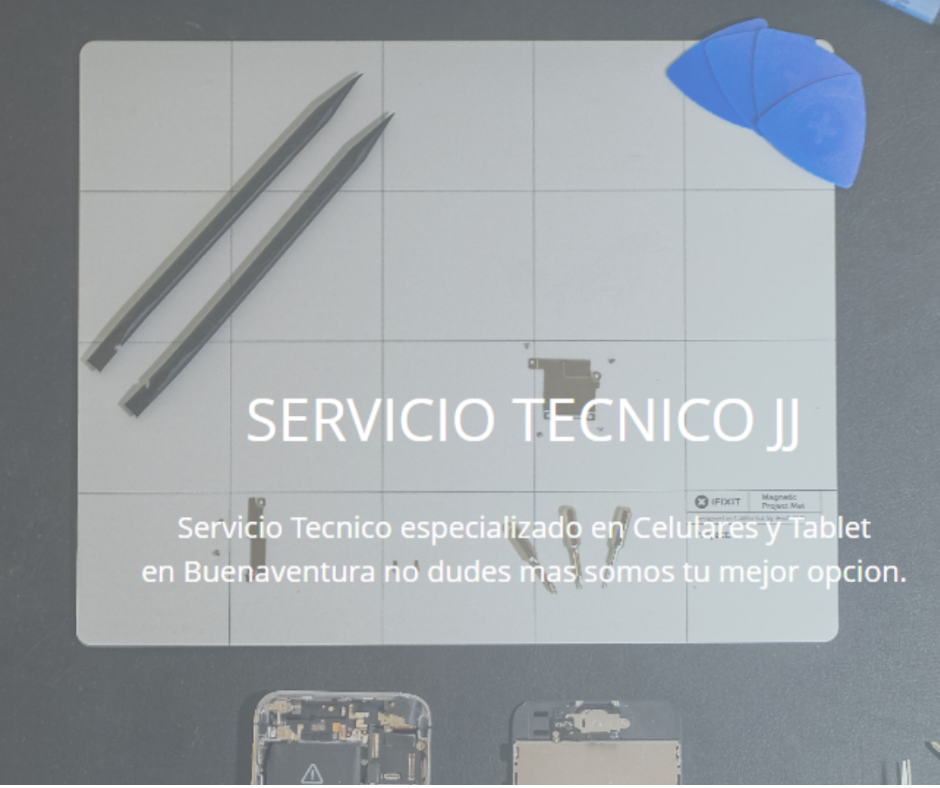 SERVICIO TECNICO JJ
iFIXIT
Magnetic
Project Mat
Servicio Tecnico especializado en Celulares y Tablet
en Buenaventura no dudes mas somos tu mejor opcion.